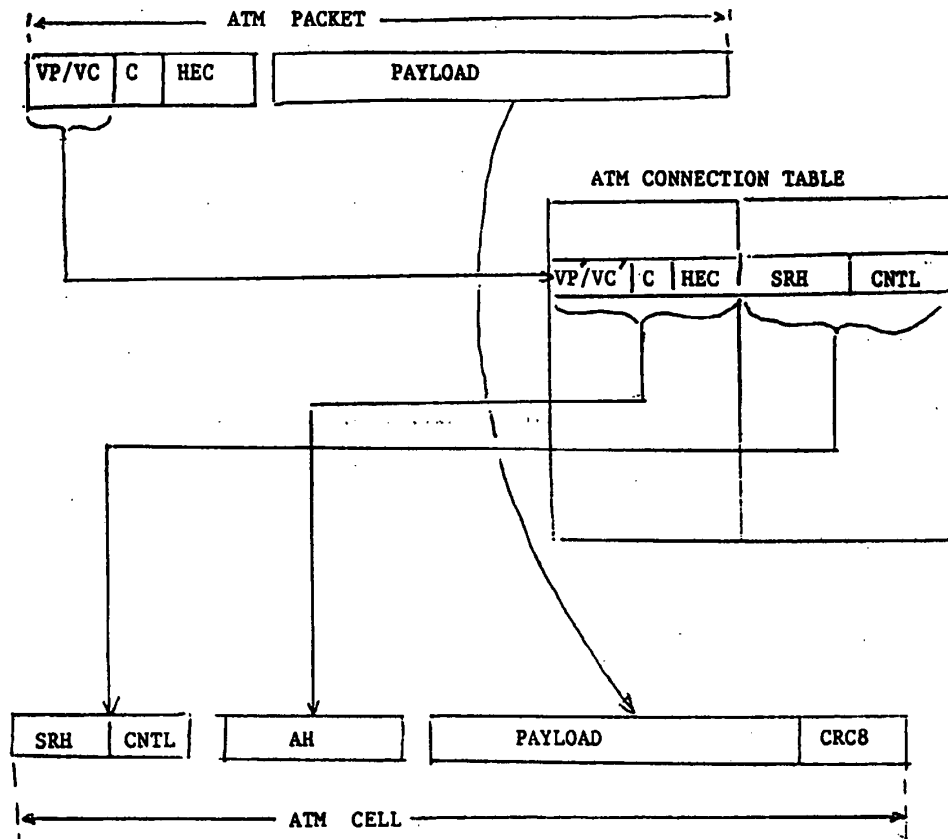 ATM PACKET
VP/VC C HEC PAYLOAD
ATM CONNECTION TABLE
VP'/VC' C HEC SRH CNTL
SRH CNTL AH PAYLOAD CRC8
ATM CELL